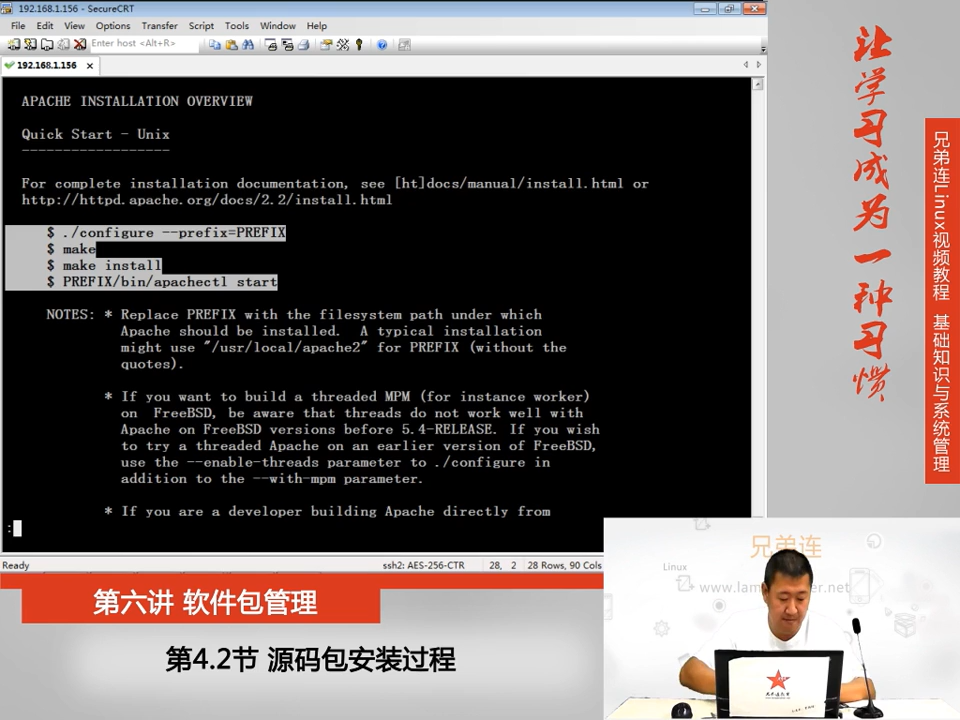 192.168.1.156 - SecureCRT
File Edit View Options Transfer Script Tools Window Help
Enter host <Alt+R>
192.168.1.156
APACHE INSTALLATION OVERVIEW
Quick Start - Unix
------------------
For complete installation documentation, see [ht]docs/manual/install.html or
http://httpd.apache.org/docs/2.2/install.html
$ ./configure --prefix=PREFIX
$ make
$ make install
$ PREFIX/bin/apachectl start
NOTES: * Replace PREFIX with the filesystem path under which
Apache should be installed. A typical installation
might use "/usr/local/apache2" for PREFIX (without the
quotes).
* If you want to build a threaded MPM (for instance worker)
on FreeBSD, be aware that threads do not work well with
Apache on FreeBSD versions before 5.4-RELEASE. If you wish
to try a threaded Apache on an earlier version of FreeBSD,
use the --enable-threads parameter to ./configure in
addition to the --with-mpm parameter.
* If you are a developer building Apache directly from
:
Ready ssh2: AES-256-CTR 28, 2 28 Rows, 90 Cols
让学习成为一种习惯
兄弟连Linux视频教程 基础知识与系统管理
第六讲 软件包管理
第4.2节 源码包安装过程
兄弟连
Linux